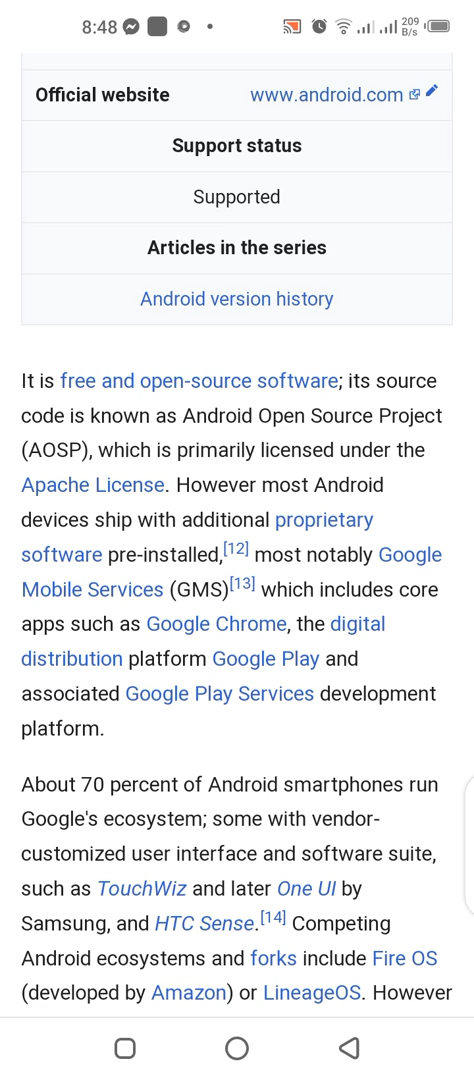 8:48 209 B/s
Official website www.android.com
Support status
Supported
Articles in the series
Android version history
It is free and open-source software; its source
code is known as Android Open Source Project
(AOSP), which is primarily licensed under the
Apache License. However most Android
devices ship with additional proprietary
software pre-installed,[12] most notably Google
Mobile Services (GMS)[13] which includes core
apps such as Google Chrome, the digital
distribution platform Google Play and
associated Google Play Services development
platform.
About 70 percent of Android smartphones run
Google's ecosystem; some with vendor-
customized user interface and software suite,
such as TouchWiz and later One UI by
Samsung, and HTC Sense.[14] Competing
Android ecosystems and forks include Fire OS
(developed by Amazon) or LineageOS. However